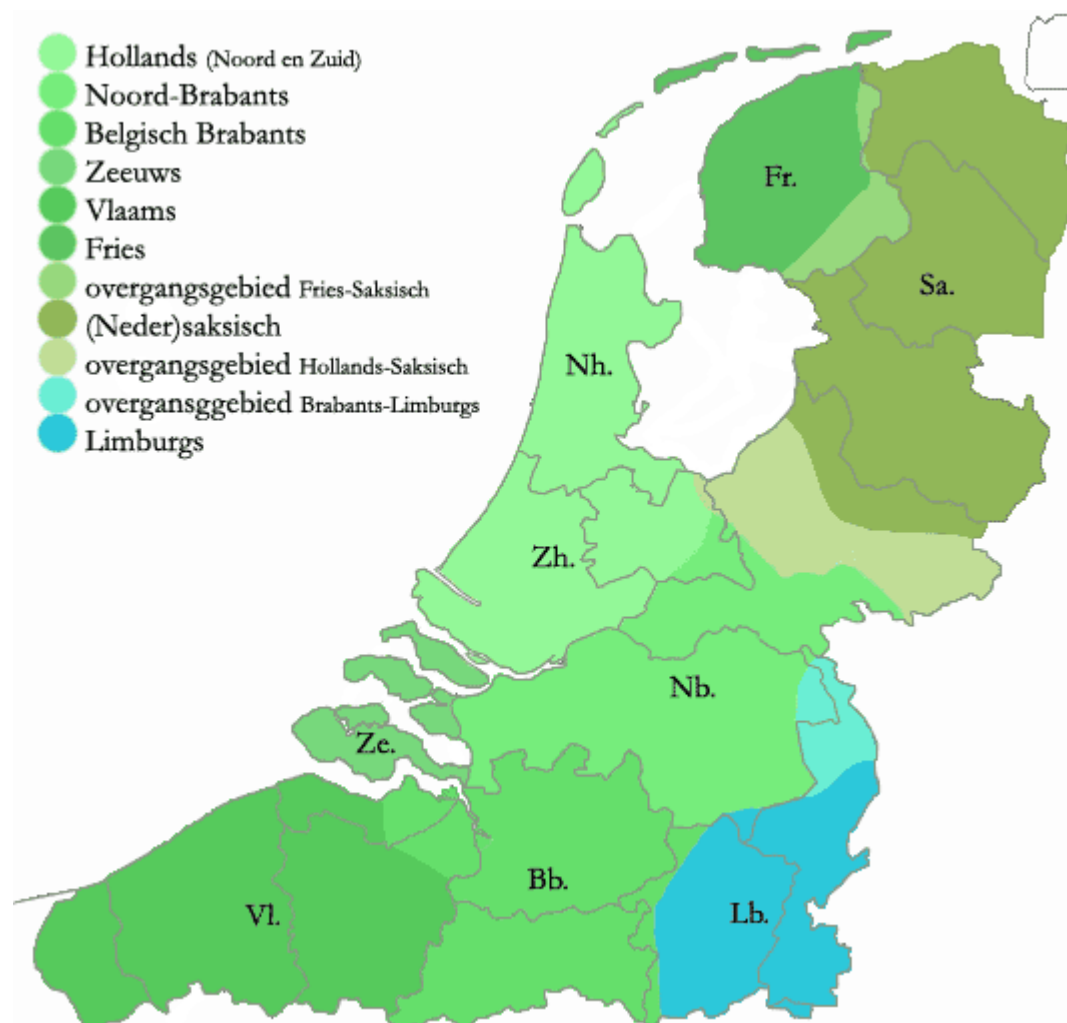 Hollands (Noord en Zuid)
Noord-Brabants
Belgisch Brabants
Zeeuws
Vlaams
Fries
overgangsgebied Fries-Saksisch
(Neder)saksisch
overgangsgebied Hollands-Saksisch
overgansggebied Brabants-Limburgs
Limburgs
Fr.
Sa.
Nh.
Zh.
Nb.
Ze.
Bb.
Vl.
Lb.